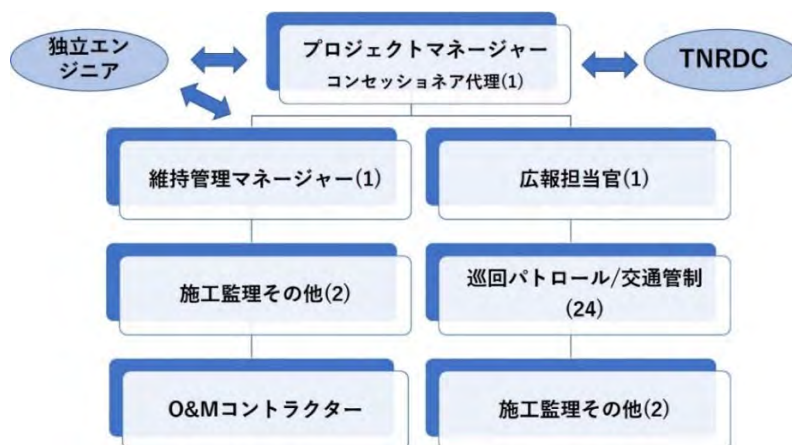 独立エン
ジニア
プロジェクトマネージャー
コンセッショネア代理(1)
TNRDC
維持管理マネージャー(1)
広報担当官(1)
施工監理その他(2)
巡回パトロール/交通管制
(24)
O&Mコントラクター
施工監理その他(2)